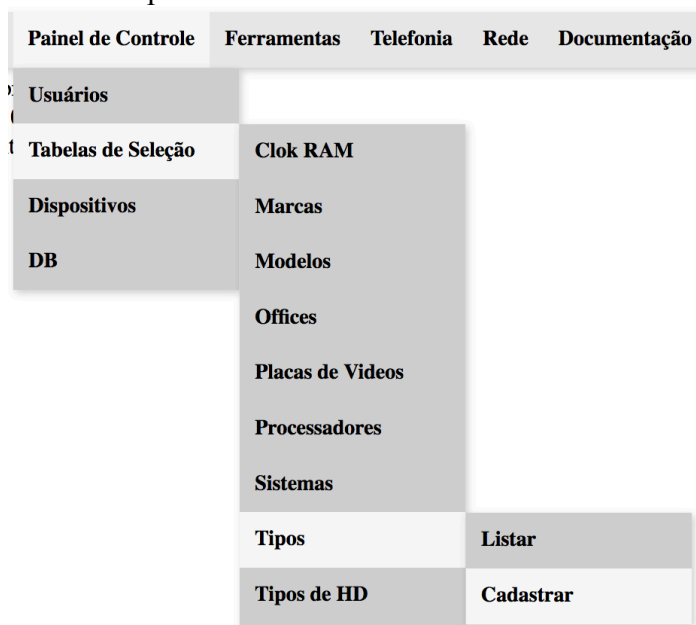 Painel de Controle Ferramentas Telefonia Rede Documentação
Usuários
Tabelas de Seleção Clok RAM
Dispositivos Marcas
DB Modelos
Offices
Placas de Videos
Processadores
Sistemas
Tipos Listar
Tipos de HD Cadastrar